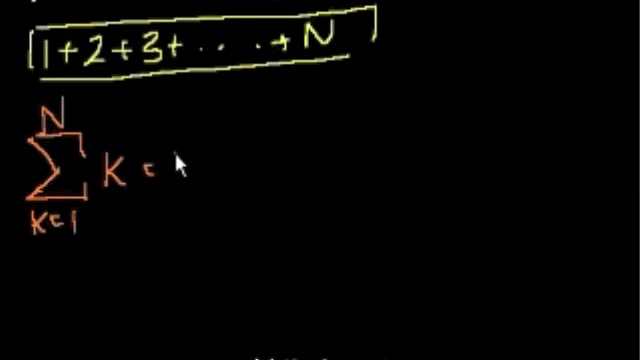 1+2+3+. . . .+ N
N
∑ K =
K=1